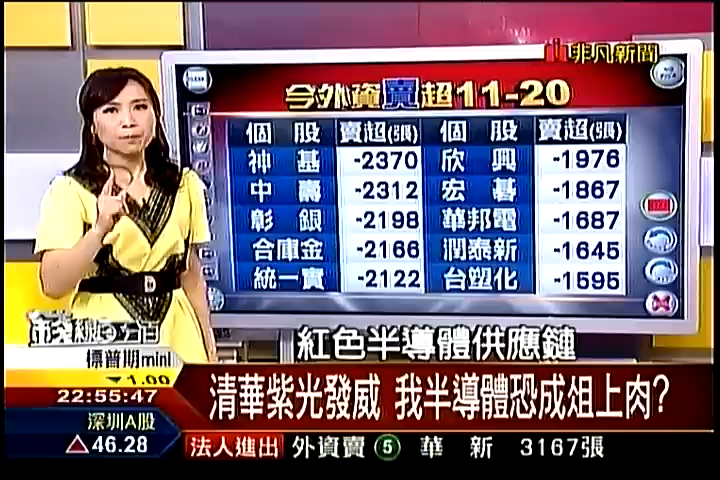 非凡新聞
今外資賣超11-20
個股 賣超(張) 個股 賣超(張)
神基 -2370 欣興 -1976
中壽 -2312 宏碁 -1867
彰銀 -2198 華邦電 -1687
合庫金 -2166 潤泰新 -1645
統一實 -2122 台塑化 -1595
紅色半導體供應鏈
標普期mini
▼1.00
22:55:47
清華紫光發威 我半導體恐成俎上肉?
深圳A股
△46.28
法人進出 外資賣 5 華新 3167張